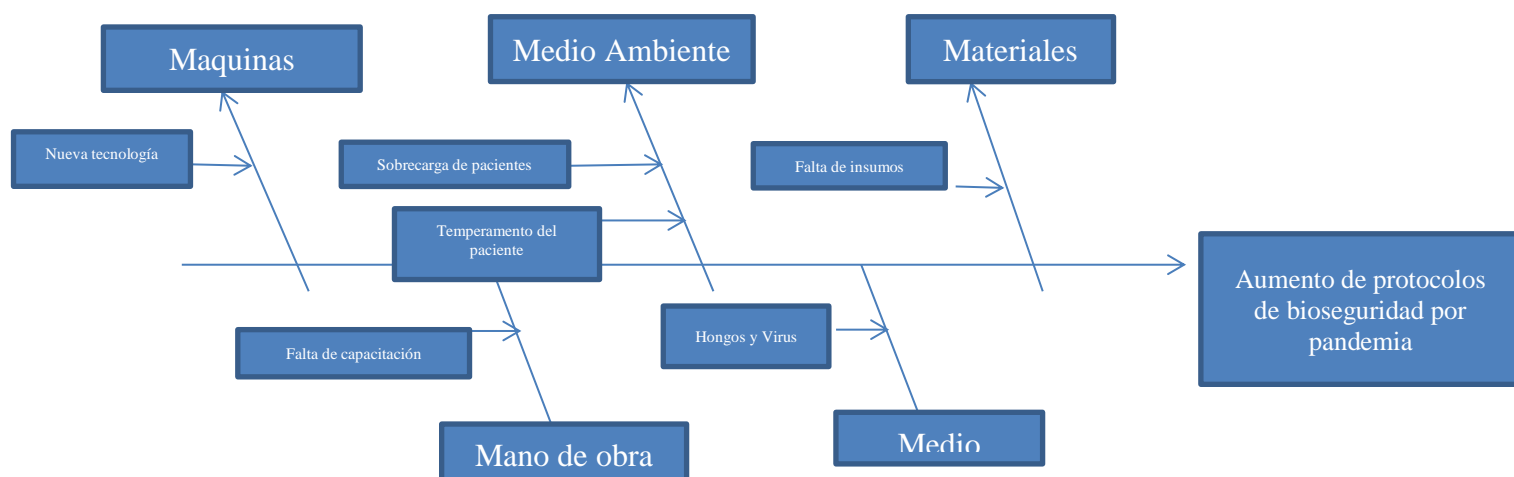 Maquinas
Medio Ambiente
Materiales
Nueva tecnología
Sobrecarga de pacientes
Falta de insumos
Temperamento del
paciente
Aumento de protocolos
de bioseguridad por
pandemia
Hongos y Virus
Falta de capacitación
Mano de obra
Medio